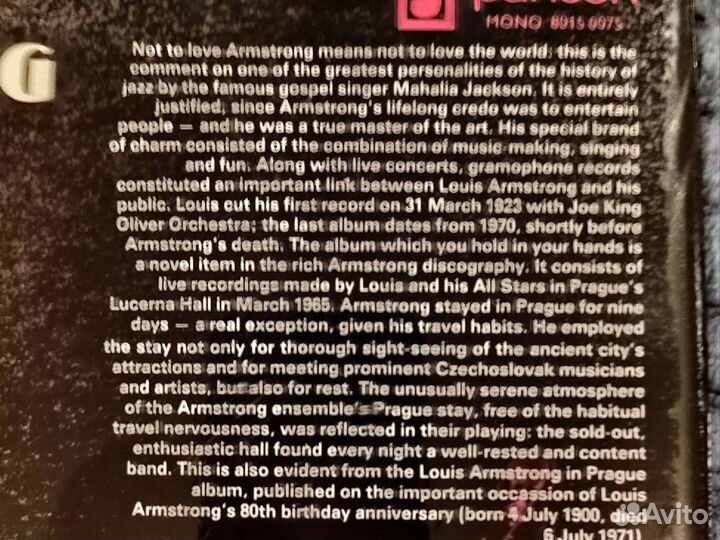 G
MONO 8015 0075
Not to love Armstrong means not to love the world: this is the
comment on one of the greatest personalities of the history of
jazz by the famous gospel singer Mahalia Jackson. It is entirely
justified, since Armstrong's lifelong credo was to entertain
people — and he was a true master of the art. His special brand
of charm consisted of the combination of music-making, singing
and fun. Along with live concerts, gramophone records
constituted an important link between Louis Armstrong and his
public. Louis cut his first record on 31 March 1923 with Joe King
Oliver Orchestra; the last album dates from 1970, shortly before
Armstrong's death. The album which you hold in your hands is
a novel item in the rich Armstrong discography. It consists of
live recordings made by Louis and his All Stars in Prague's
Lucerna Hall in March 1965. Armstrong stayed in Prague for nine
days — a real exception, given his travel habits. He employed
the stay not only for thorough sight-seeing of the ancient city's
attractions and for meeting prominent Czechoslovak musicians
and artists, but also for rest. The unusually serene atmosphere
of the Armstrong ensemble's Prague stay, free of the habitual
travel nervousness, was reflected in their playing: the sold-out,
enthusiastic hall found every night a well-rested and content
band. This is also evident from the Louis Armstrong in Prague
album, published on the important occassion of Louis
Armstrong's 80th birthday anniversary (born 4 July 1900, died
6 July 1971)
Avito